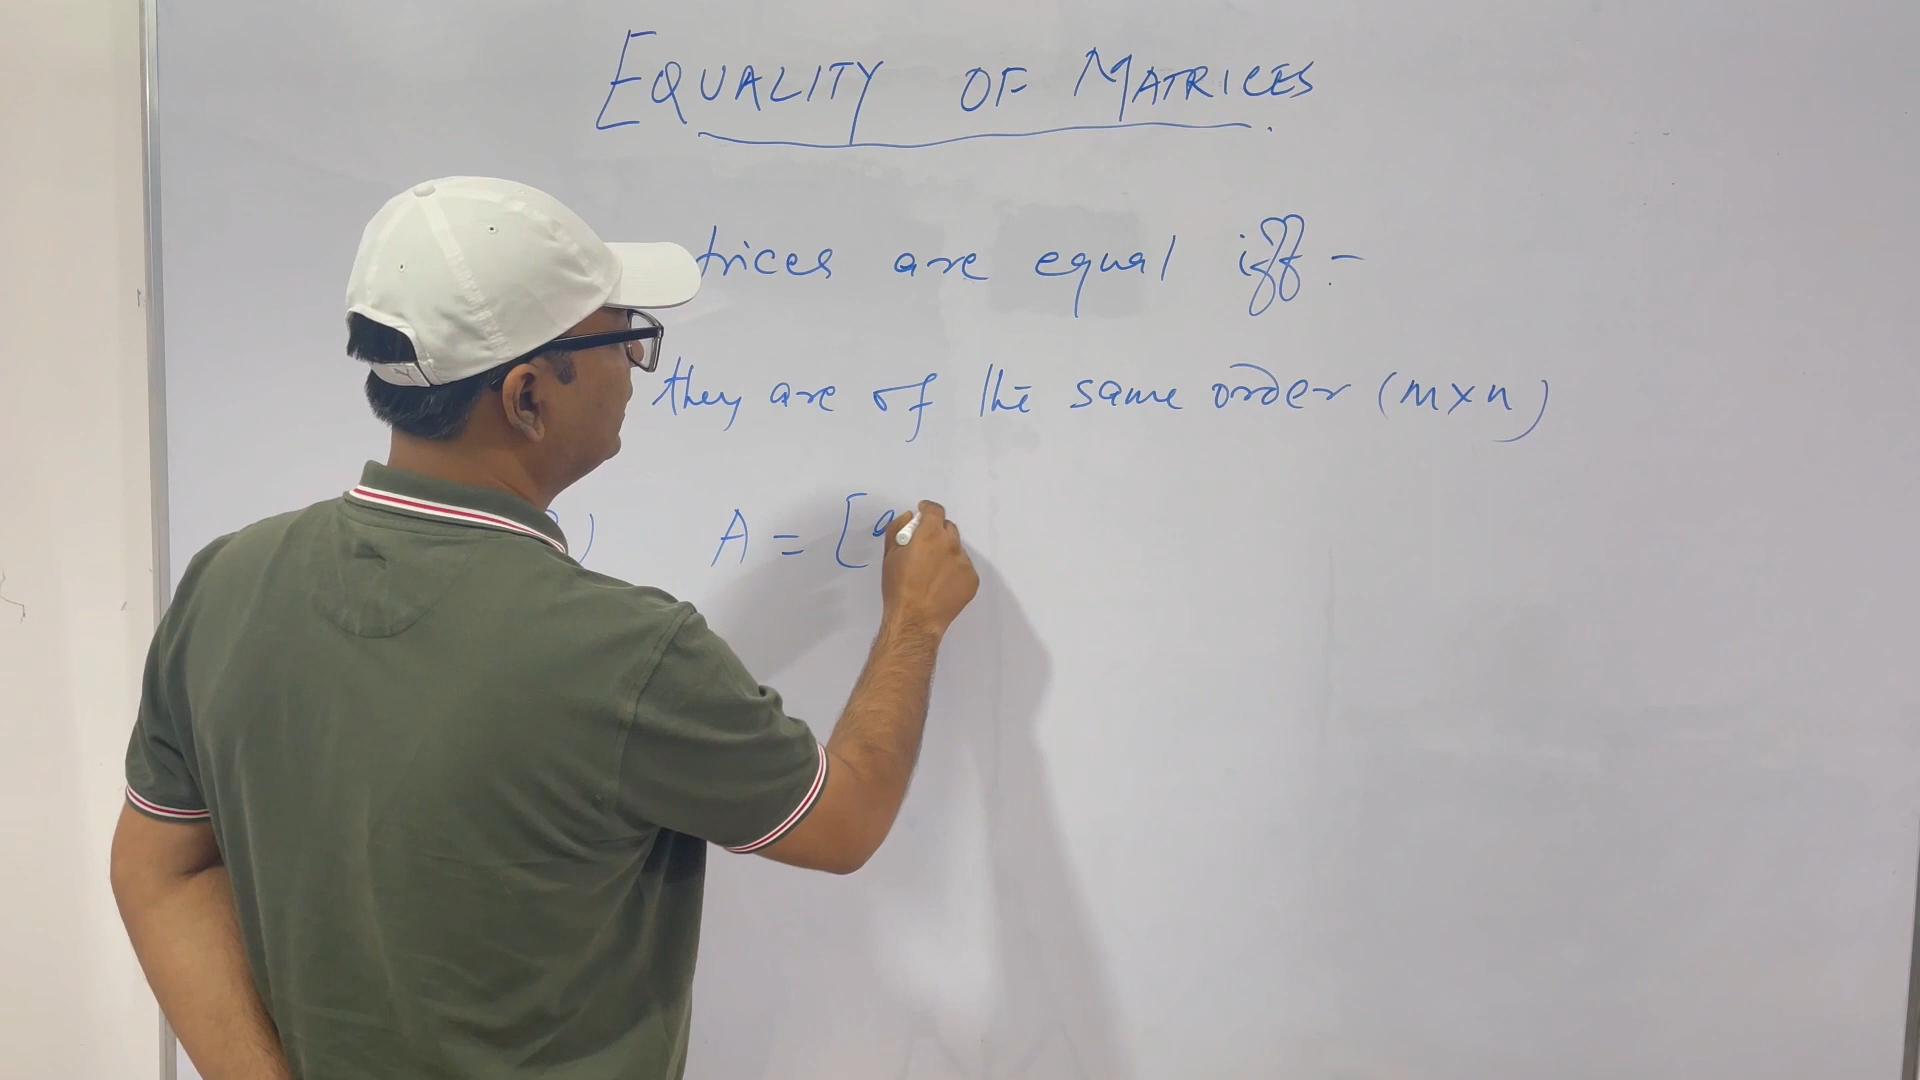 EQUALITY OF MATRICES
trices are equal iff -
they are of the same order (m×n)
) A = [a